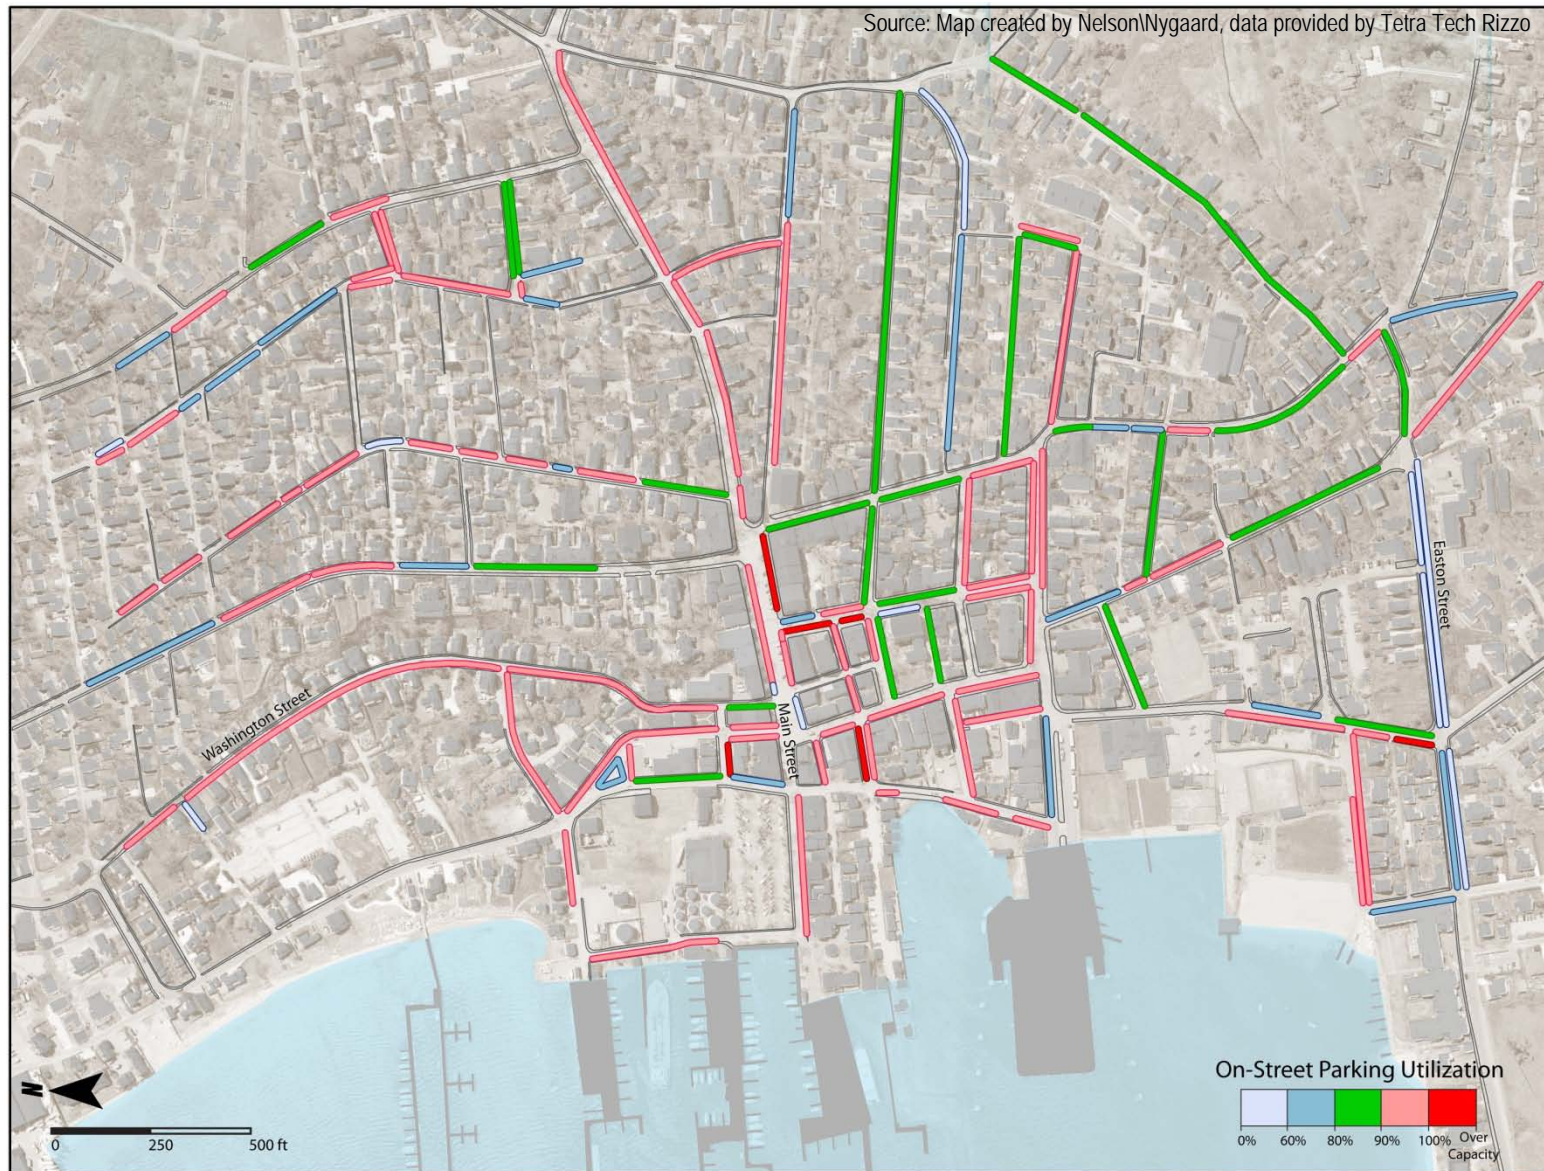 Source: Map created by Nelson\Nygaard, data provided by Tetra Tech Rizzo
Easton Street
Washington Street
Main Street
N
0 250 500 ft
On-Street Parking Utilization
0% 60% 80% 90% 100% Over
Capacity